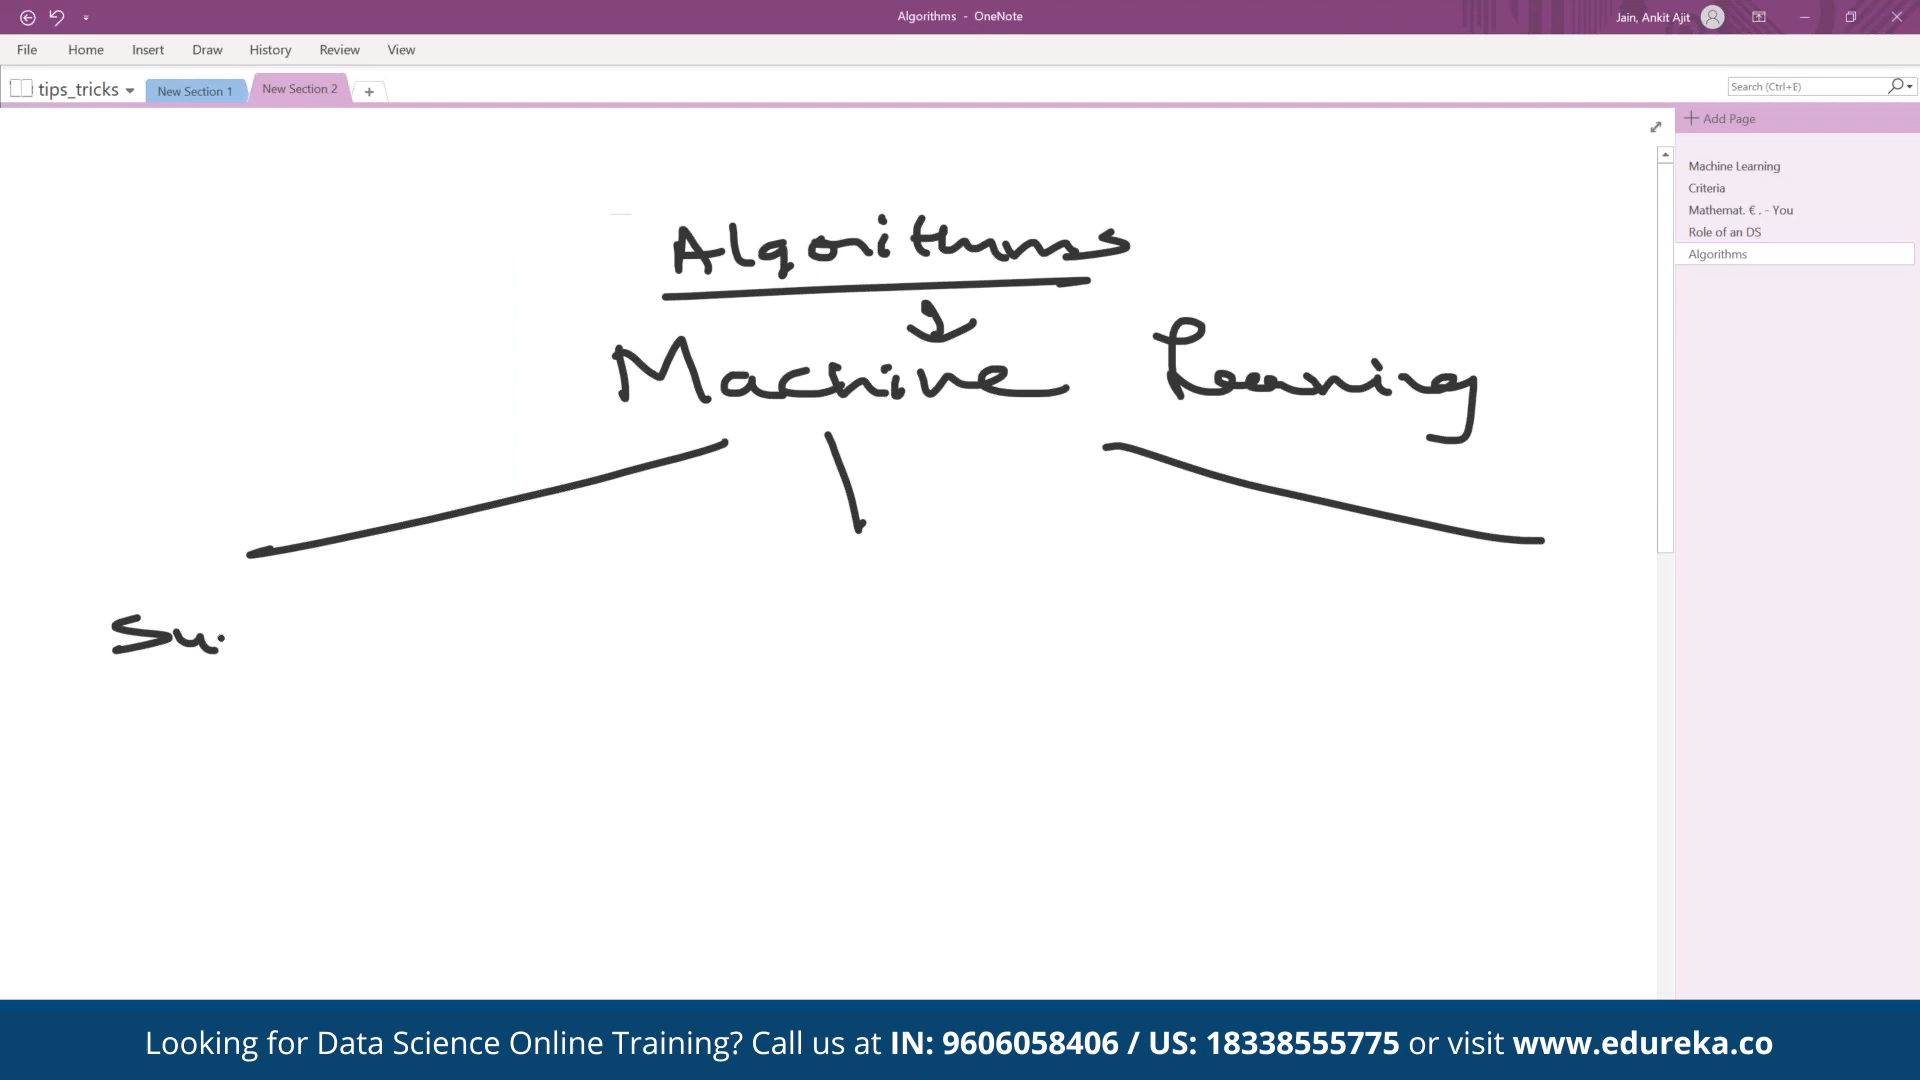 Algorithms - OneNote
Jain, Ankit Ajit
File Home Insert Draw History Review View
tips_tricks New Section 1 New Section 2 +
Search (Ctrl+E)
Add Page
Machine Learning
Criteria
Mathemat. € . - You
Role of an DS
Algorithms
Algorithms
Machine Learning
Su
Looking for Data Science Online Training? Call us at IN: 9606058406 / US: 18338555775 or visit www.edureka.co